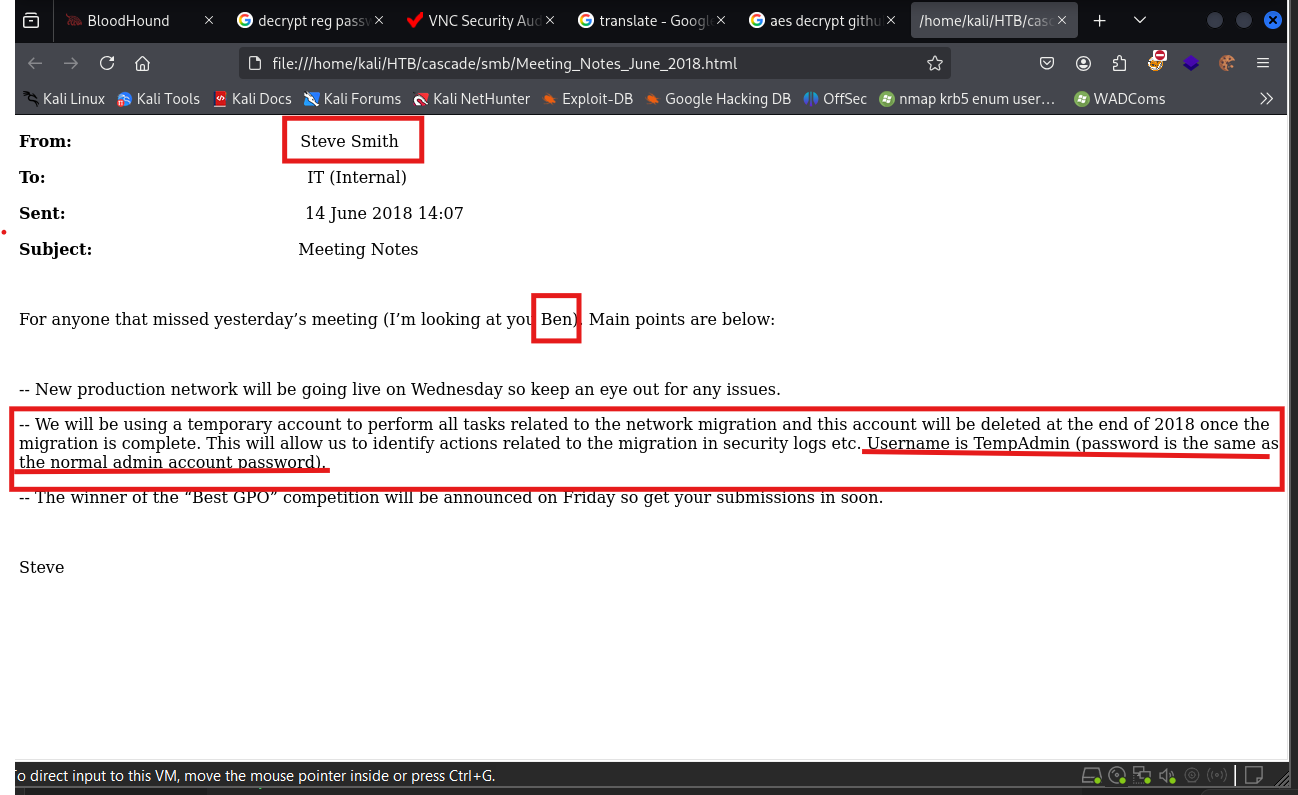 BloodHound
decrypt reg passw
VNC Security Aud
translate - Google
aes decrypt githu
/home/kali/HTB/casc
file:///home/kali/HTB/cascade/smb/Meeting_Notes_June_2018.html
Kali Linux Kali Tools Kali Docs Kali Forums Kali NetHunter Exploit-DB Google Hacking DB OffSec nmap krb5 enum user… WADComs
From: Steve Smith
To: IT (Internal)
Sent: 14 June 2018 14:07
Subject: Meeting Notes
For anyone that missed yesterday’s meeting (I’m looking at you Ben). Main points are below:
-- New production network will be going live on Wednesday so keep an eye out for any issues.
-- We will be using a temporary account to perform all tasks related to the network migration and this account will be deleted at the end of 2018 once the
migration is complete. This will allow us to identify actions related to the migration in security logs etc. Username is TempAdmin (password is the same as
the normal admin account password).
-- The winner of the “Best GPO” competition will be announced on Friday so get your submissions in soon.
Steve
To direct input to this VM, move the mouse pointer inside or press Ctrl+G.